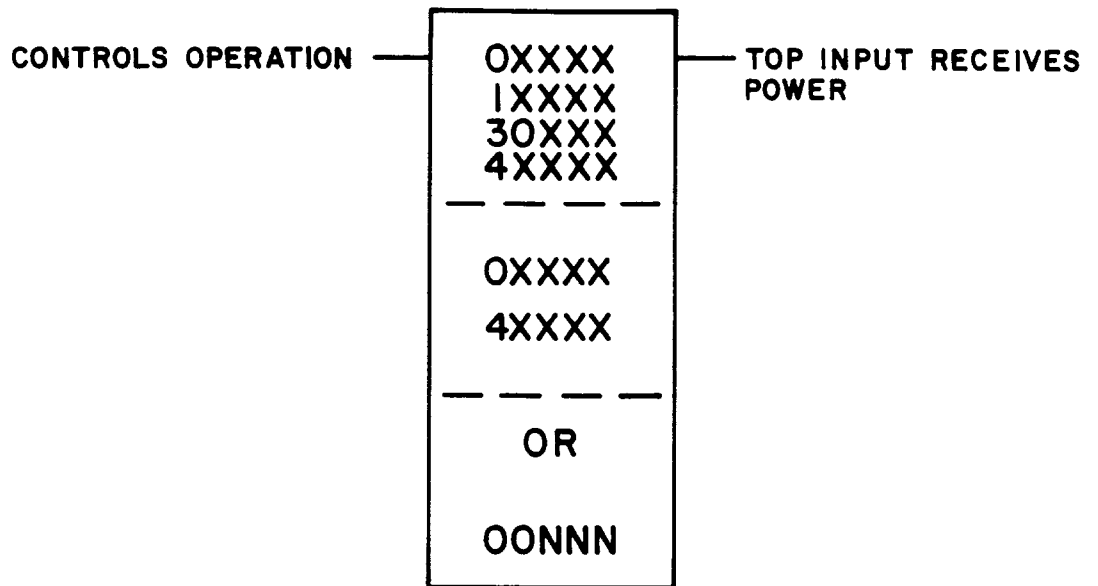 CONTROLS OPERATION
0XXXX
1XXXX
30XXX
4XXXX
TOP INPUT RECEIVES
POWER
0XXXX
4XXXX
OR
00NNN